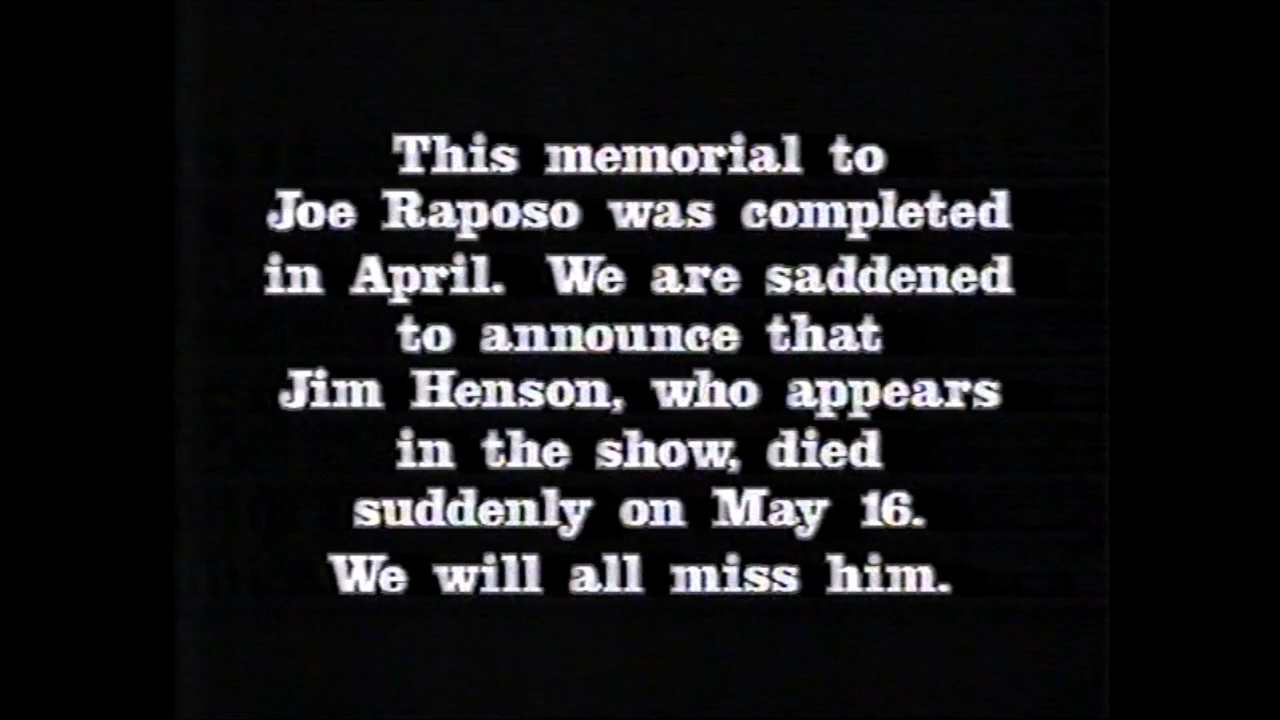 This memorial to
Joe Raposo was completed
in April. We are saddened
to announce that
Jim Henson, who appears
in the show, died
suddenly on May 16.
We will all miss him.